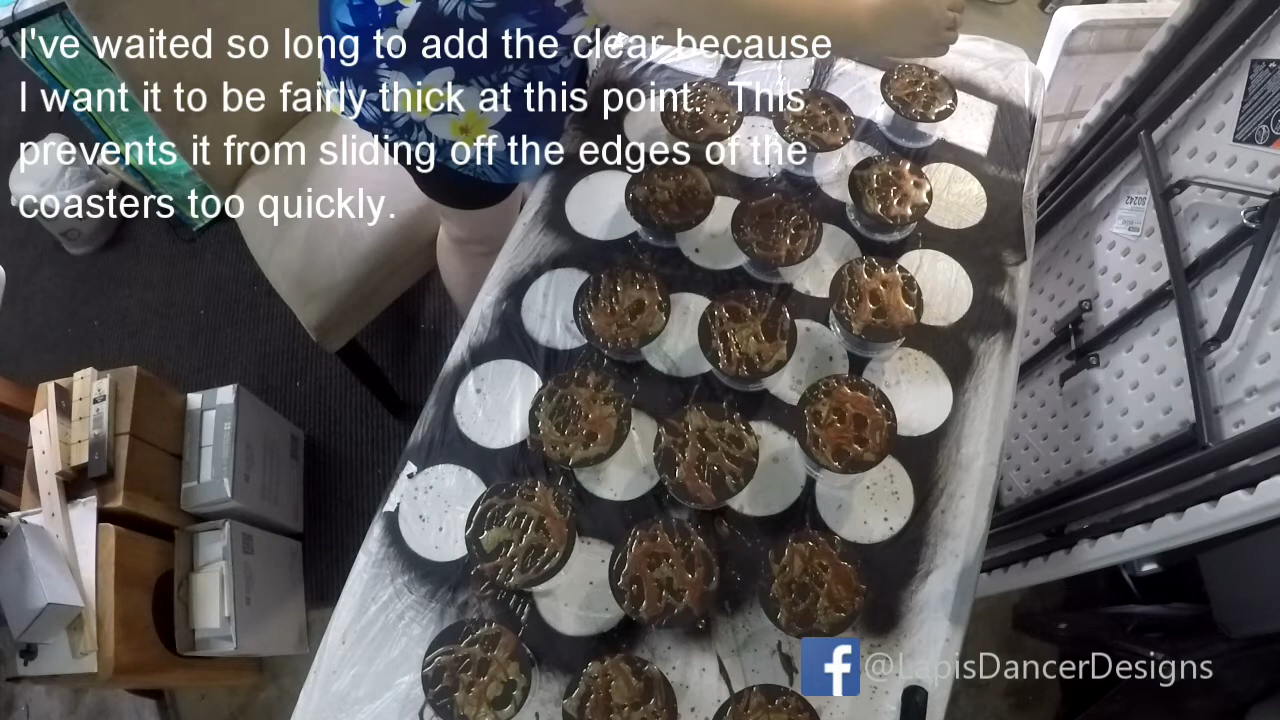 I've waited so long to add the clear because
I want it to be fairly thick at this point.  This
prevents it from sliding off the edges of the
coasters too quickly.
80242
f @LapisDancerDesigns